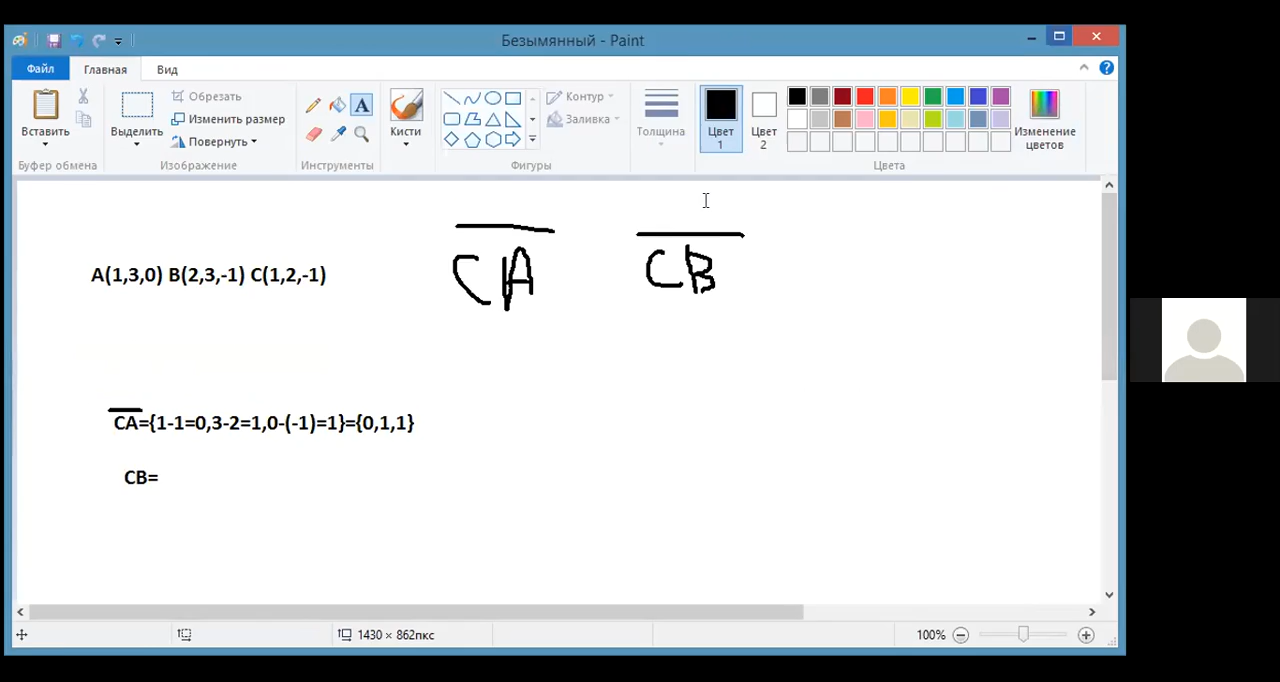 Безымянный - Paint
Файл Главная Вид
Вставить
Буфер обмена
Выделить
Обрезать
Изменить размер
Повернуть
Изображение
A
Инструменты
Кисти
Контур
Заливка
Фигуры
Толщина
Цвет 1
Цвет 2
Изменение цветов
Цвета
CA CB
A(1,3,0) B(2,3,-1) C(1,2,-1)
CA={1-1=0,3-2=1,0-(-1)=1}={0,1,1}
CB=
1430 × 862пкс
100%